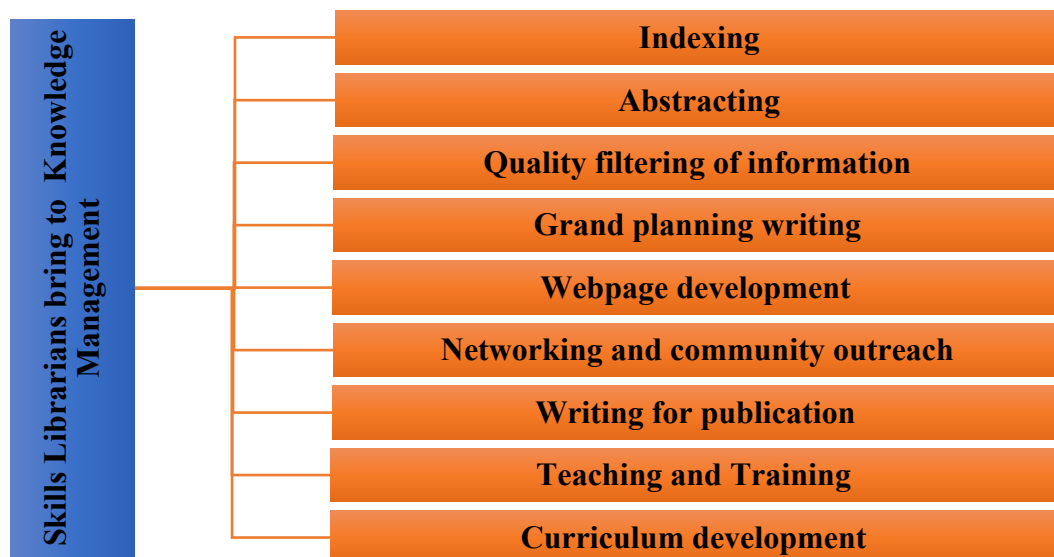 Skills Librarians bring to Knowledge
Management
Indexing
Abstracting
Quality filtering of information
Grand planning writing
Webpage development
Networking and community outreach
Writing for publication
Teaching and Training
Curriculum development